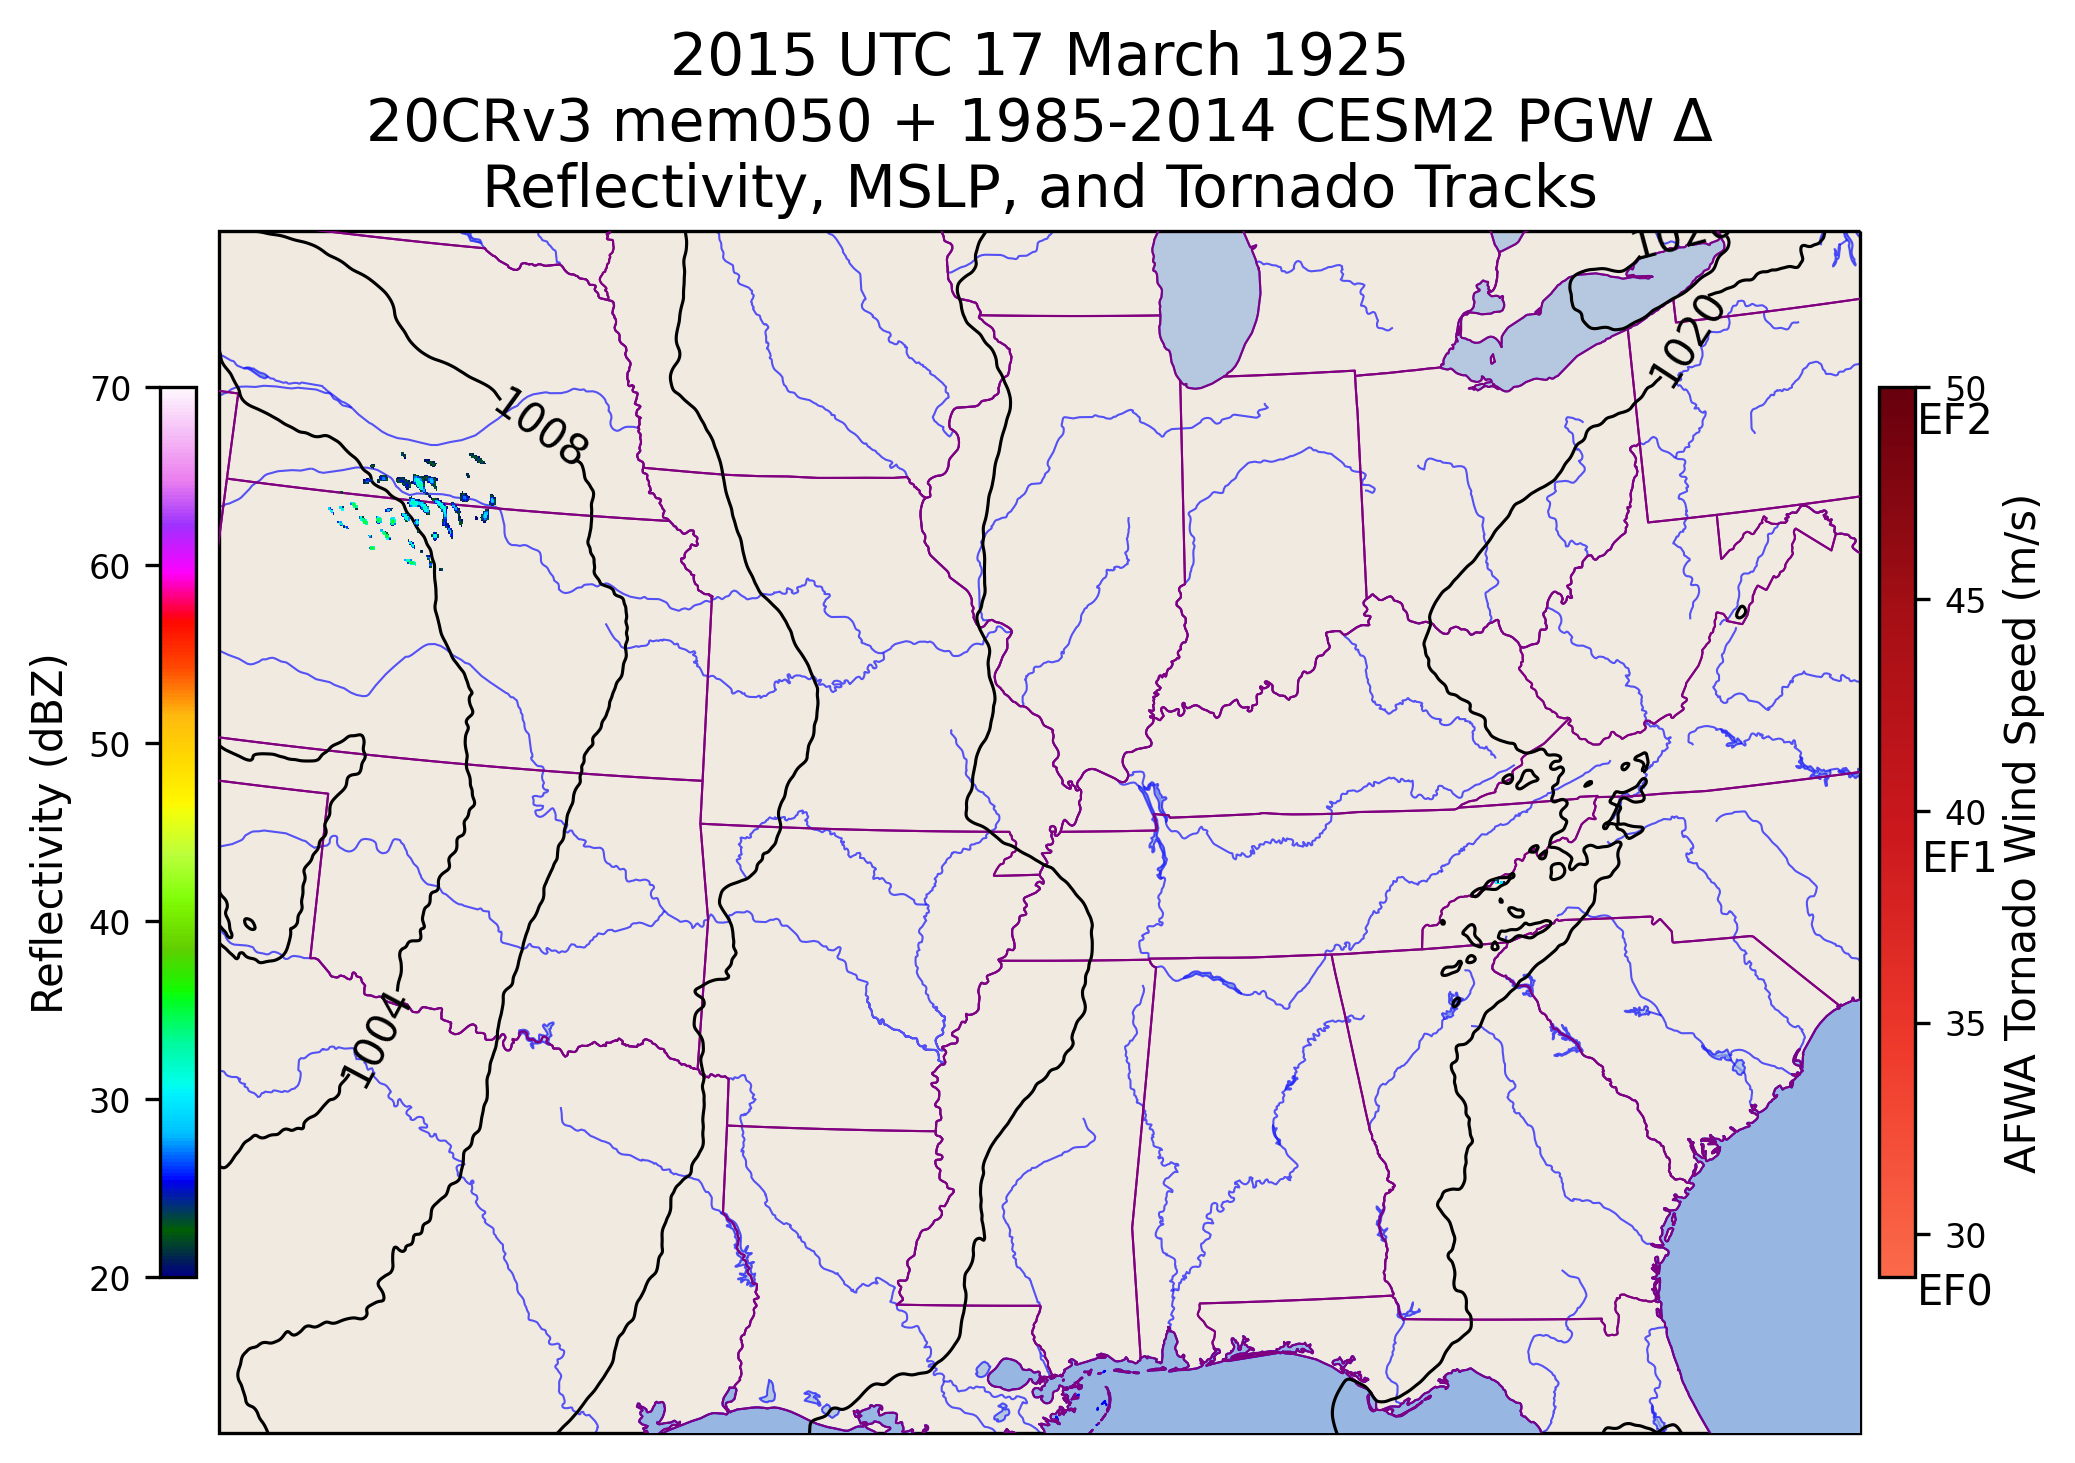 2015 UTC 17 March 1925
20CRv3 mem050 + 1985-2014 CESM2 PGW Δ
Reflectivity, MSLP, and Tornado Tracks
1020
1008
1004
Reflectivity (dBZ)
70
60
50
40
30
20
50
EF2
45
40
EF1
35
30
EF0
AFWA Tornado Wind Speed (m/s)